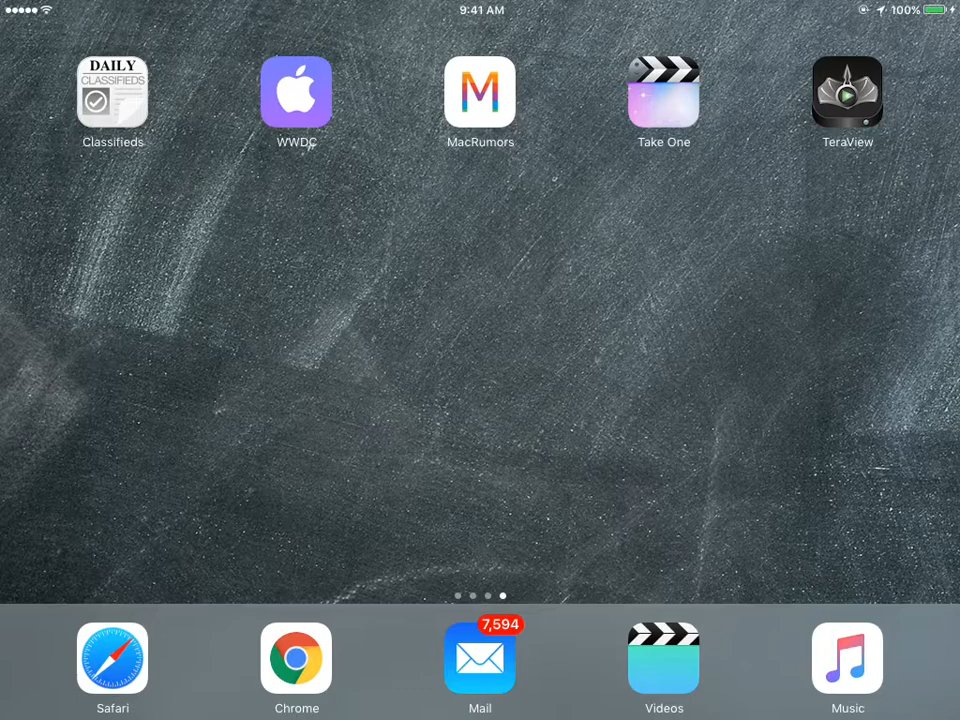 9:41 AM
100%
DAILY
CLASSIFIEDS
M
Classifieds
WWDC
MacRumors
Take One
TeraView
7,594
Safari
Chrome
Mail
Videos
Music